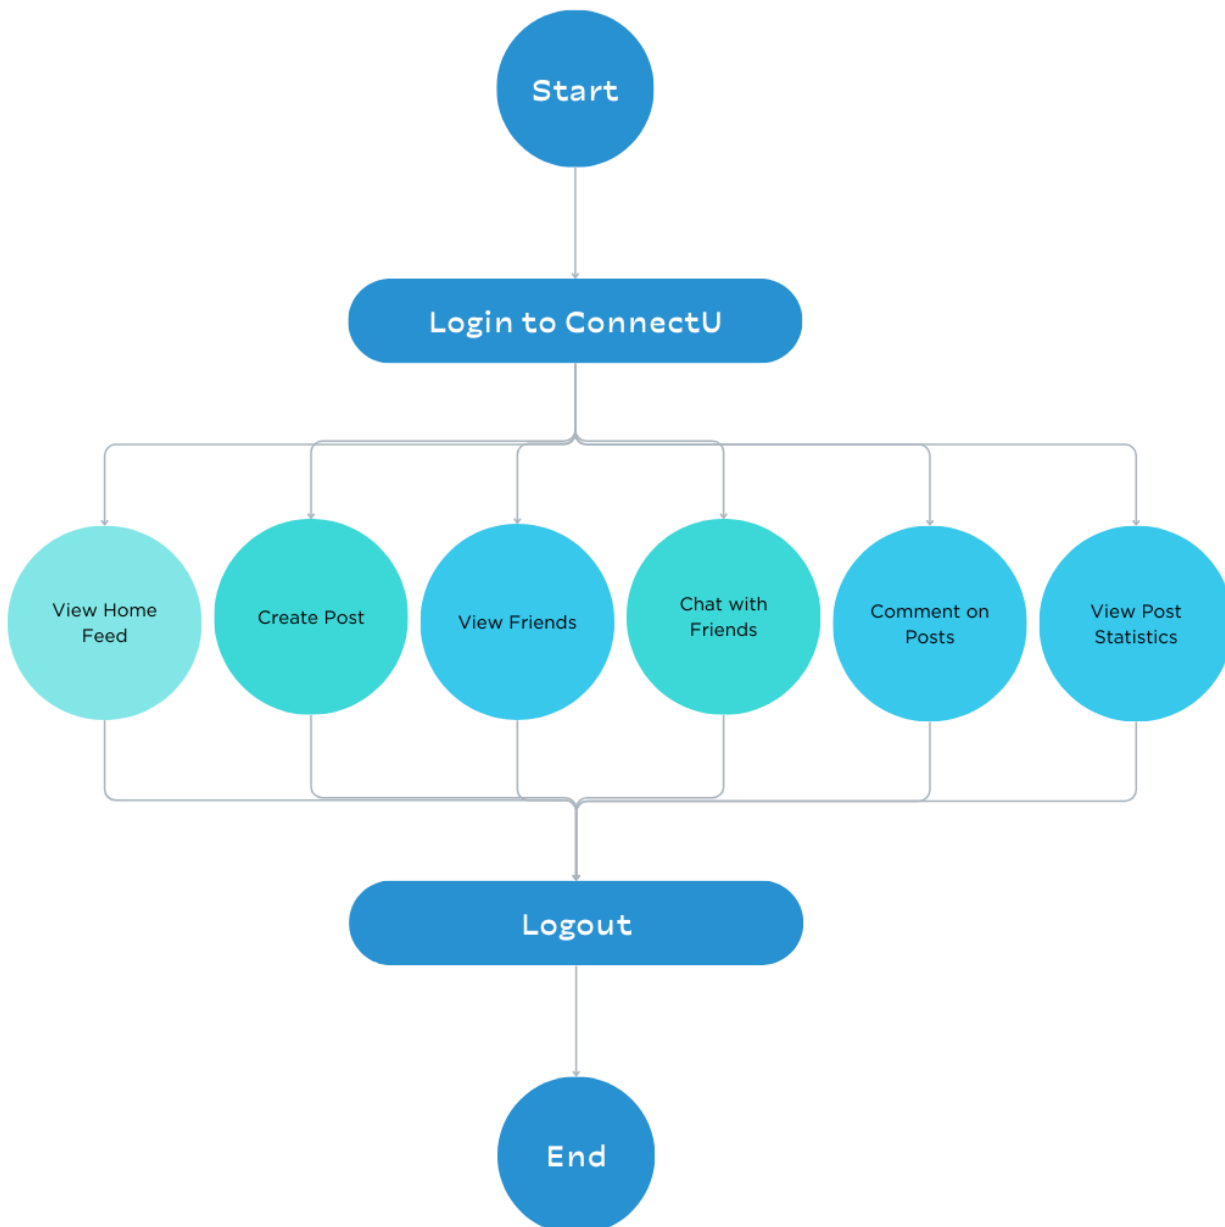 Start
Login to ConnectU
View Home
Feed
Create Post
View Friends
Chat with
Friends
Comment on
Posts
View Post
Statistics
Logout
End